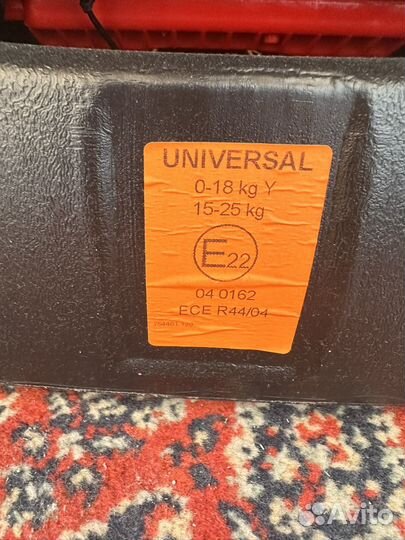 UNIVERSAL
0-18 kg Y
15-25 kg
E22
04 0162
ECE R44/04
Avito